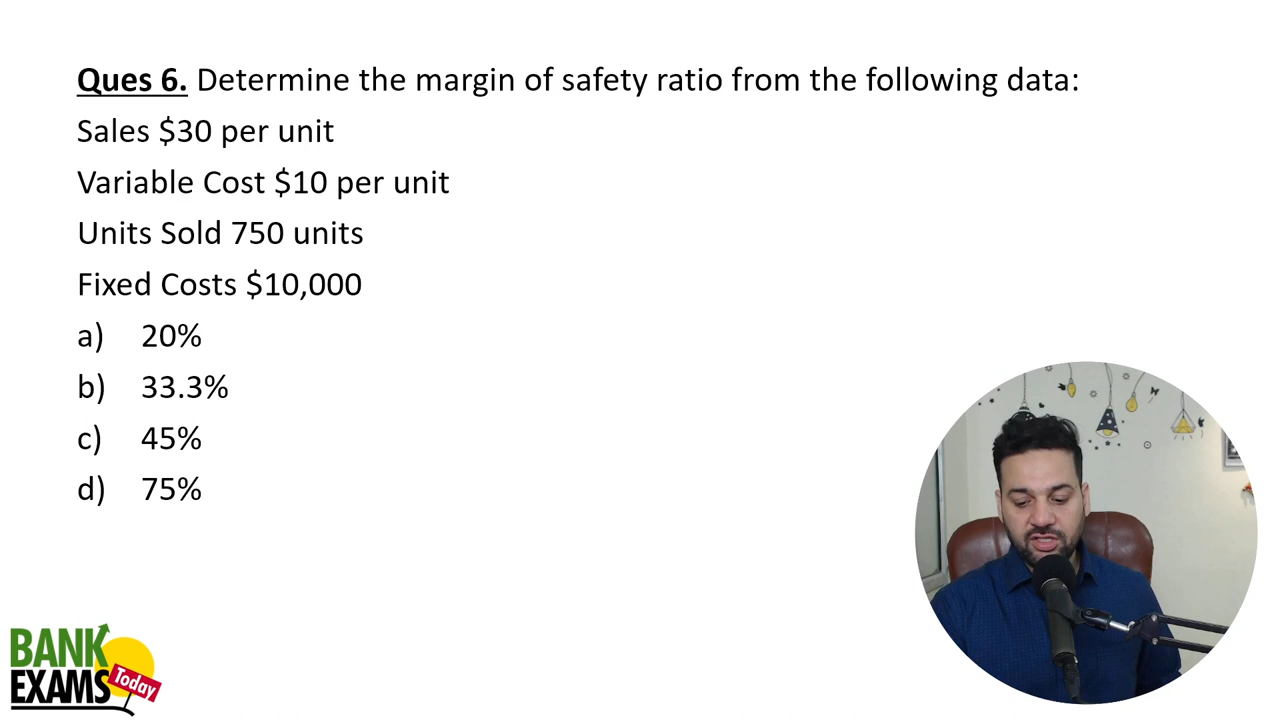 Ques 6. Determine the margin of safety ratio from the following data:
Sales $30 per unit
Variable Cost $10 per unit
Units Sold 750 units
Fixed Costs $10,000
a) 20%
b) 33.3%
c) 45%
d) 75%
BANK
EXAMS
Today